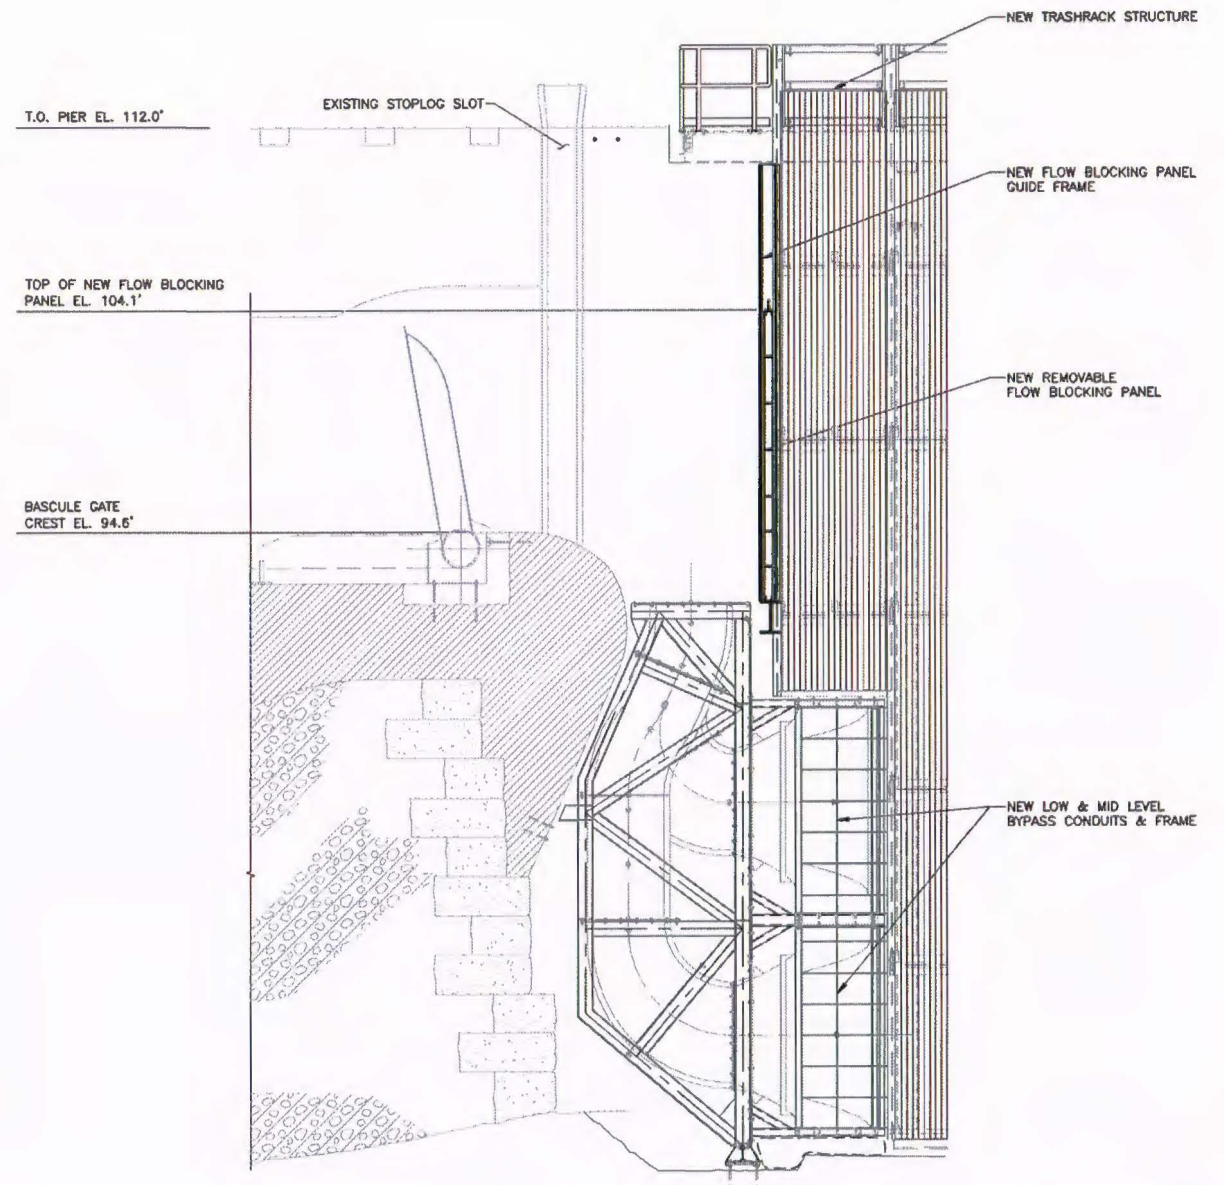 NEW TRASHRACK STRUCTURE
EXISTING STOPLOG SLOT
T.O. PIER EL. 112.0'
NEW FLOW BLOCKING PANEL
GUIDE FRAME
TOP OF NEW FLOW BLOCKING
PANEL EL. 104.1'
NEW REMOVABLE
FLOW BLOCKING PANEL
BASCULE GATE
CREST EL. 94.6'
NEW LOW & MID LEVEL
BYPASS CONDUITS & FRAME